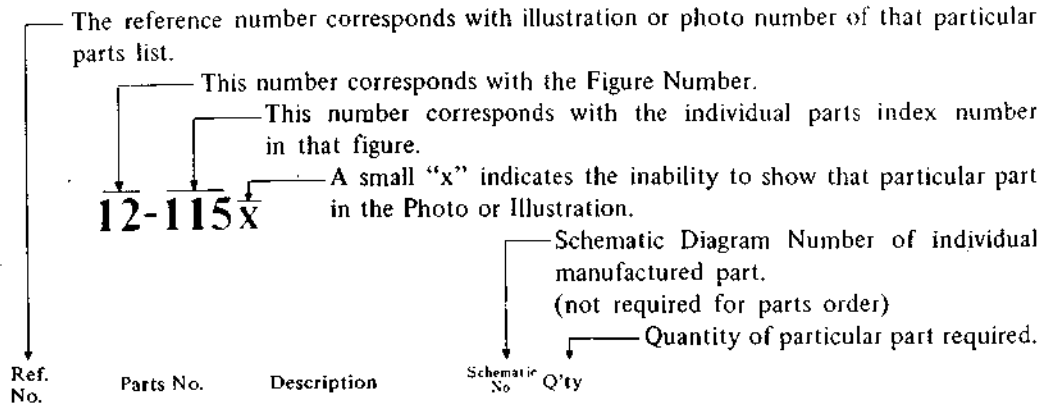 The reference number corresponds with illustration or photo number of that particular
parts list.
This number corresponds with the Figure Number.
This number corresponds with the individual parts index number
in that figure.
A small “x” indicates the inability to show that particular part
in the Photo or Illustration.
12-115x
Schematic Diagram Number of individual
manufactured part.
(not required for parts order)
Quantity of particular part required.
Ref.
No.
Parts No.
Description
Schematic
No
Q'ty